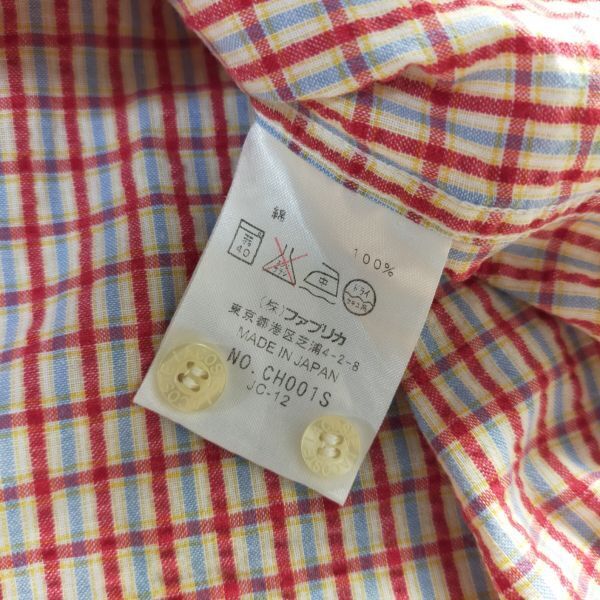 綿 100%
40
中
ドライ
(株)ファブリカ
東京都港区芝浦4-2-8
MADE IN JAPAN
NO. CH001S
JC-12